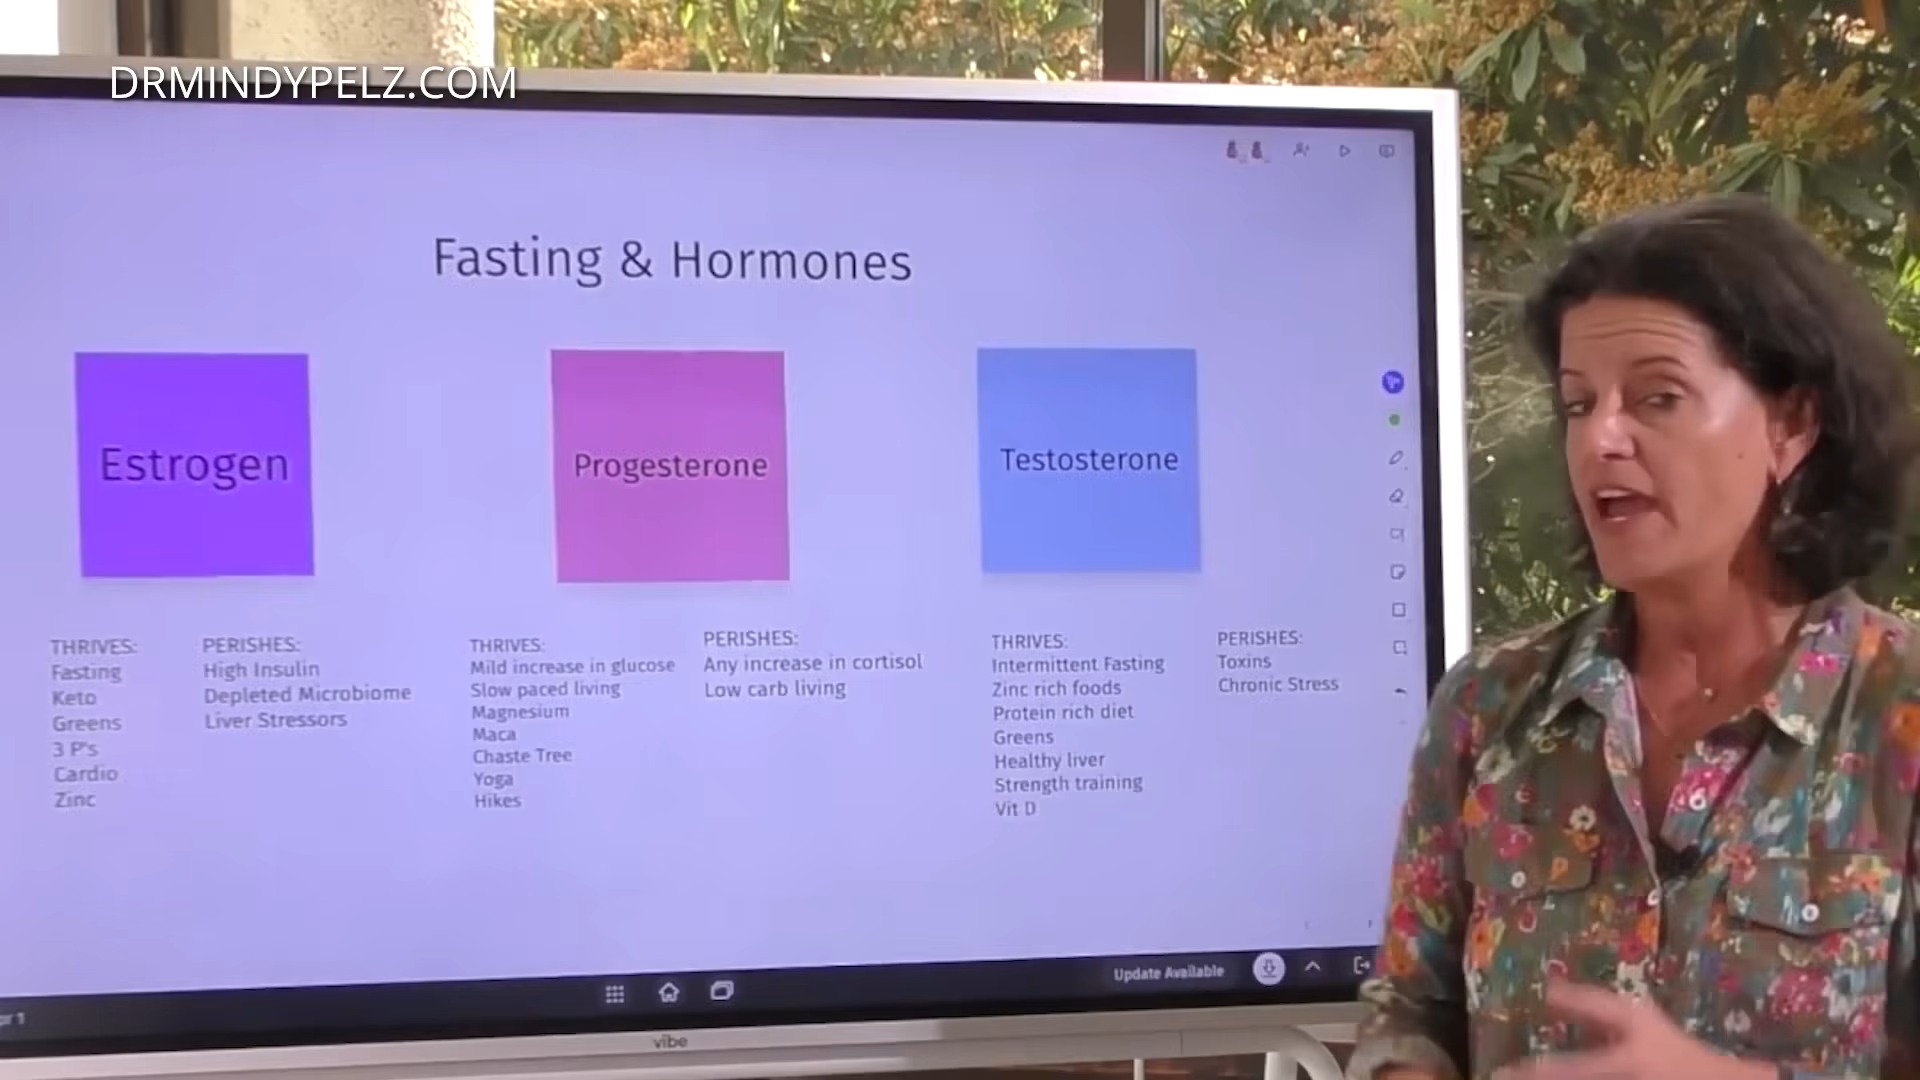 DRMINDYPELZ.COM
Fasting & Hormones
Estrogen
Progesterone
Testosterone
THRIVES:
Fasting
Keto
Greens
3 P's
Cardio
Zinc
PERISHES:
High Insulin
Depleted Microbiome
Liver Stressors
THRIVES:
Mild increase in glucose
Slow paced living
Magnesium
Maca
Chaste Tree
Yoga
Hikes
PERISHES:
Any increase in cortisol
Low carb living
THRIVES:
Intermittent Fasting
Zinc rich foods
Protein rich diet
Greens
Healthy liver
Strength training
Vit D
PERISHES:
Toxins
Chronic Stress
Update Available
vibe